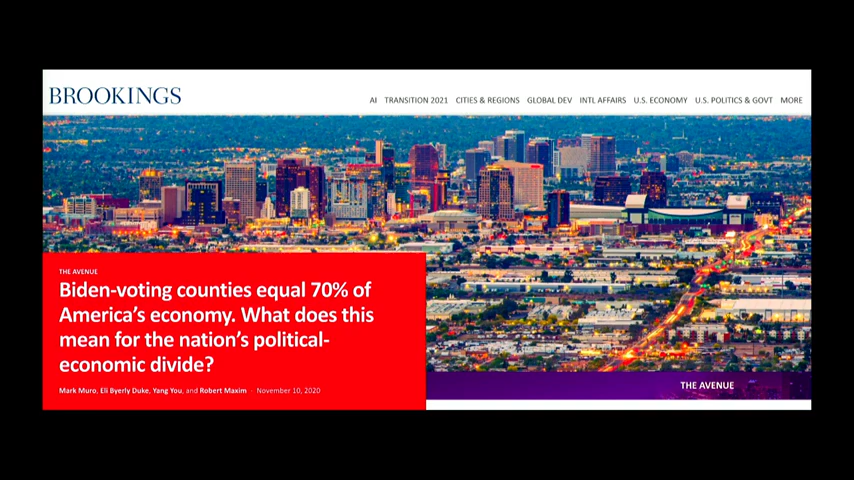 BROOKINGS
AI TRANSITION 2021 CITIES & REGIONS GLOBAL DEV INTL AFFAIRS U.S. ECONOMY U.S. POLITICS & GOVT MORE
THE AVENUE
Biden-voting counties equal 70% of
America's economy. What does this
mean for the nation's political-
economic divide?
Mark Muro, Eli Byerly Duke, Yang You, and Robert Maxim · November 10, 2020
THE AVENUE